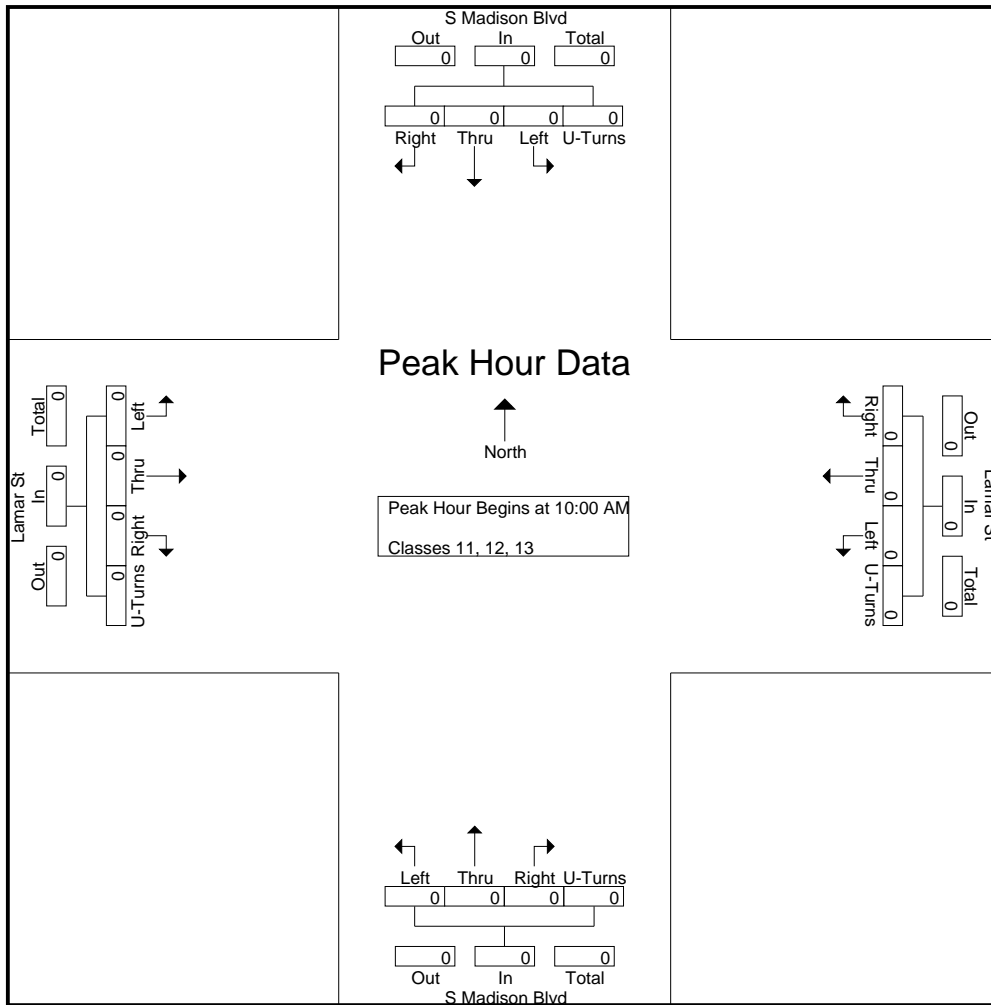 S Madison Blvd
Out In Total
0 0 0
0 0 0 0
Right Thru Left U-Turns
Peak Hour Data
North
Peak Hour Begins at 10:00 AM
Classes 11, 12, 13
Lamar St
Total In Out
0 0 0
0 0 0 0
Left Thru Right U-Turns
Lamar St
Out In Total
0 0 0
0 0 0 0
Right Thru Left U-Turns
Left Thru Right U-Turns
0 0 0 0
0 0 0
Out In Total
S Madison Blvd